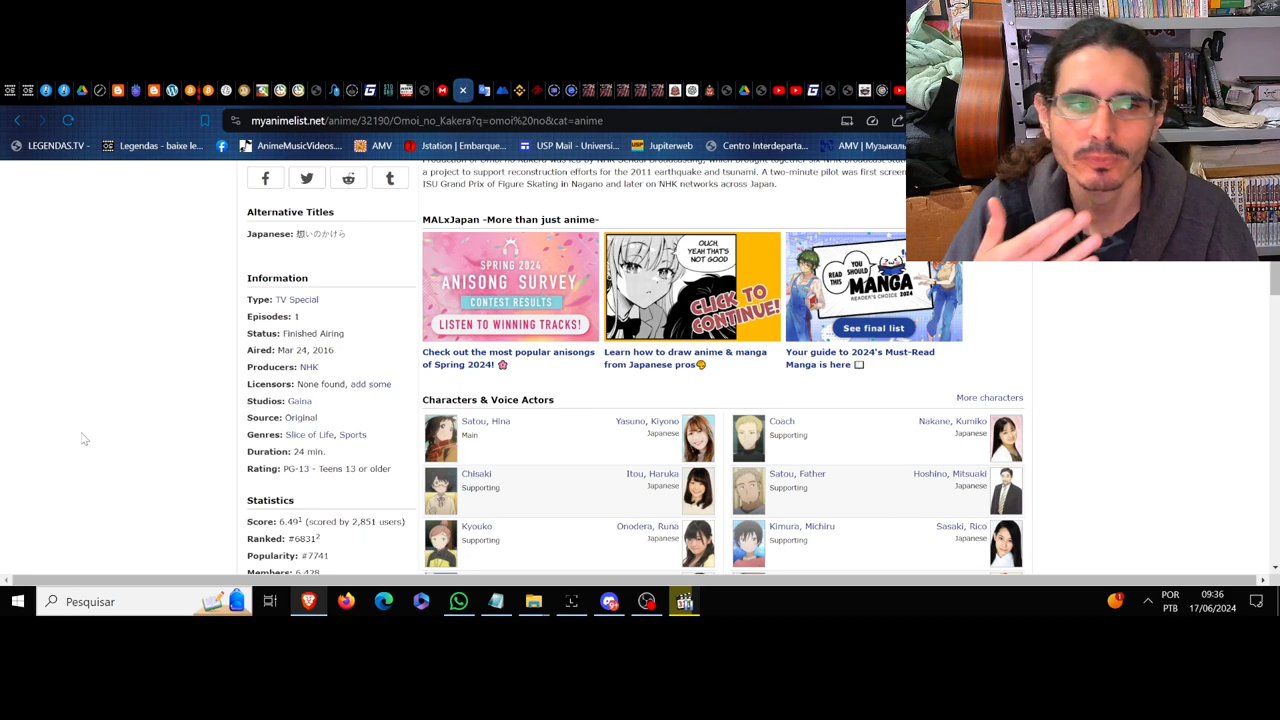 myanimelist.net/anime/32190/Omoi_no_Kakera?q=omoi%20no&cat=anime
LEGENDAS.TV -
Legendas - baixe le...
AnimeMusicVideos....
AMV
Jstation | Embarque...
USP Mail - Universi...
Jupiterweb
Centro Interdeparta...
AMV | Музыкаль
a project to support reconstruction efforts for the 2011 earthquake and tsunami. A two-minute pilot was first screen
ISU Grand Prix of Figure Skating in Nagano and later on NHK networks across Japan.
Alternative Titles
Japanese: 想いのかけら
Information
Type: TV Special
Episodes: 1
Status: Finished Airing
Aired: Mar 24, 2016
Producers: NHK
Licensors: None found, add some
Studios: Gaina
Source: Original
Genres: Slice of Life, Sports
Duration: 24 min.
Rating: PG-13 - Teens 13 or older
Statistics
Score: 6.49¹ (scored by 2,851 users)
Ranked: #6831²
Popularity: #7741
Members: 6,428
MALxJapan -More than just anime-
SPRING 2024
ANISONG SURVEY
CONTEST RESULTS
LISTEN TO WINNING TRACKS!
OUCH,
YEAH THAT'S
NOT GOOD
CLICK TO
CONTINUE!
YOU
SHOULD
READ
THIS
MANGA
READER'S CHOICE 2024
See final list
Check out the most popular anisongs
of Spring 2024!
Learn how to draw anime & manga
from Japanese pros
Your guide to 2024's Must-Read
Manga is here
Characters & Voice Actors
More characters
Satou, Hina
Main
Yasuno, Kiyono
Japanese
Coach
Supporting
Nakane, Kumiko
Japanese
Chisaki
Supporting
Itou, Haruka
Japanese
Satou, Father
Supporting
Hoshino, Mitsuaki
Japanese
Kyouko
Supporting
Onodera, Runa
Japanese
Kimura, Michiru
Supporting
Sasaki, Rico
Japanese
Pesquisar
POR
PTB
09:36
17/06/2024